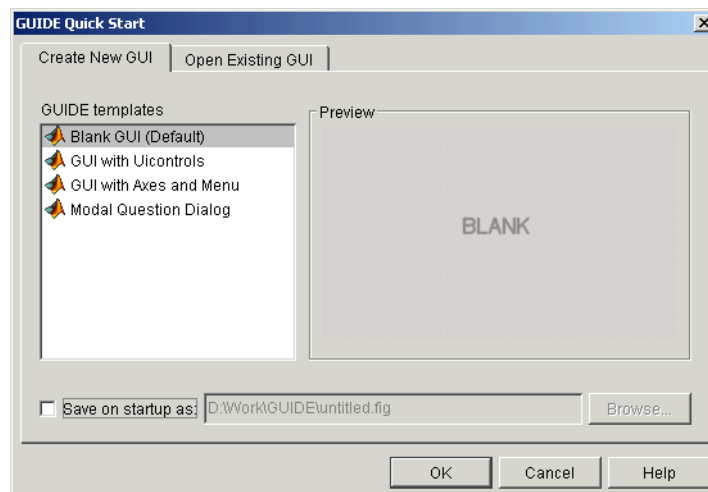 GUIDE Quick Start
Create New GUI
Open Existing GUI
GUIDE templates
Blank GUI (Default)
GUI with Uicontrols
GUI with Axes and Menu
Modal Question Dialog
Preview
BLANK
Save on startup as:
D:\Work\GUIDE\untitled.fig
Browse...
OK
Cancel
Help